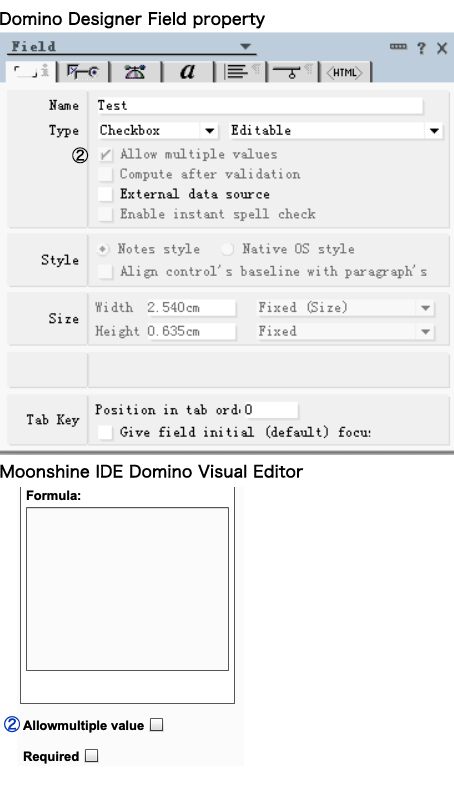 Domino Designer Field property
Field
? X
i a <HTML>
Name Test
Type Checkbox Editable
② Allow multiple values
Compute after validation
External data source
Enable instant spell check
Style Notes style Native OS style
Align control's baseline with paragraph's
Size Width 2.540cm Fixed (Size)
Height 0.635cm Fixed
Tab Key Position in tab ord 0
Give field initial (default) focu
Moonshine IDE Domino Visual Editor
Formula:
② Allowmultiple value
Required